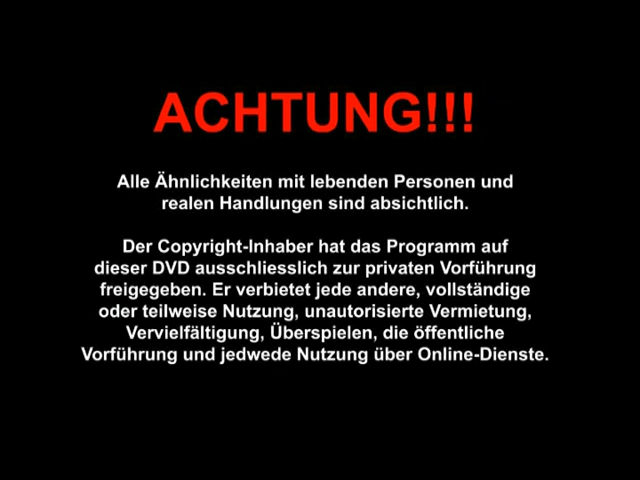 ACHTUNG!!!
Alle Ähnlichkeiten mit lebenden Personen und
realen Handlungen sind absichtlich.
Der Copyright-Inhaber hat das Programm auf
dieser DVD ausschliesslich zur privaten Vorführung
freigegeben. Er verbietet jede andere, vollständige
oder teilweise Nutzung, unautorisierte Vermietung,
Vervielfältigung, Überspielen, die öffentliche
Vorführung und jedwede Nutzung über Online-Dienste.